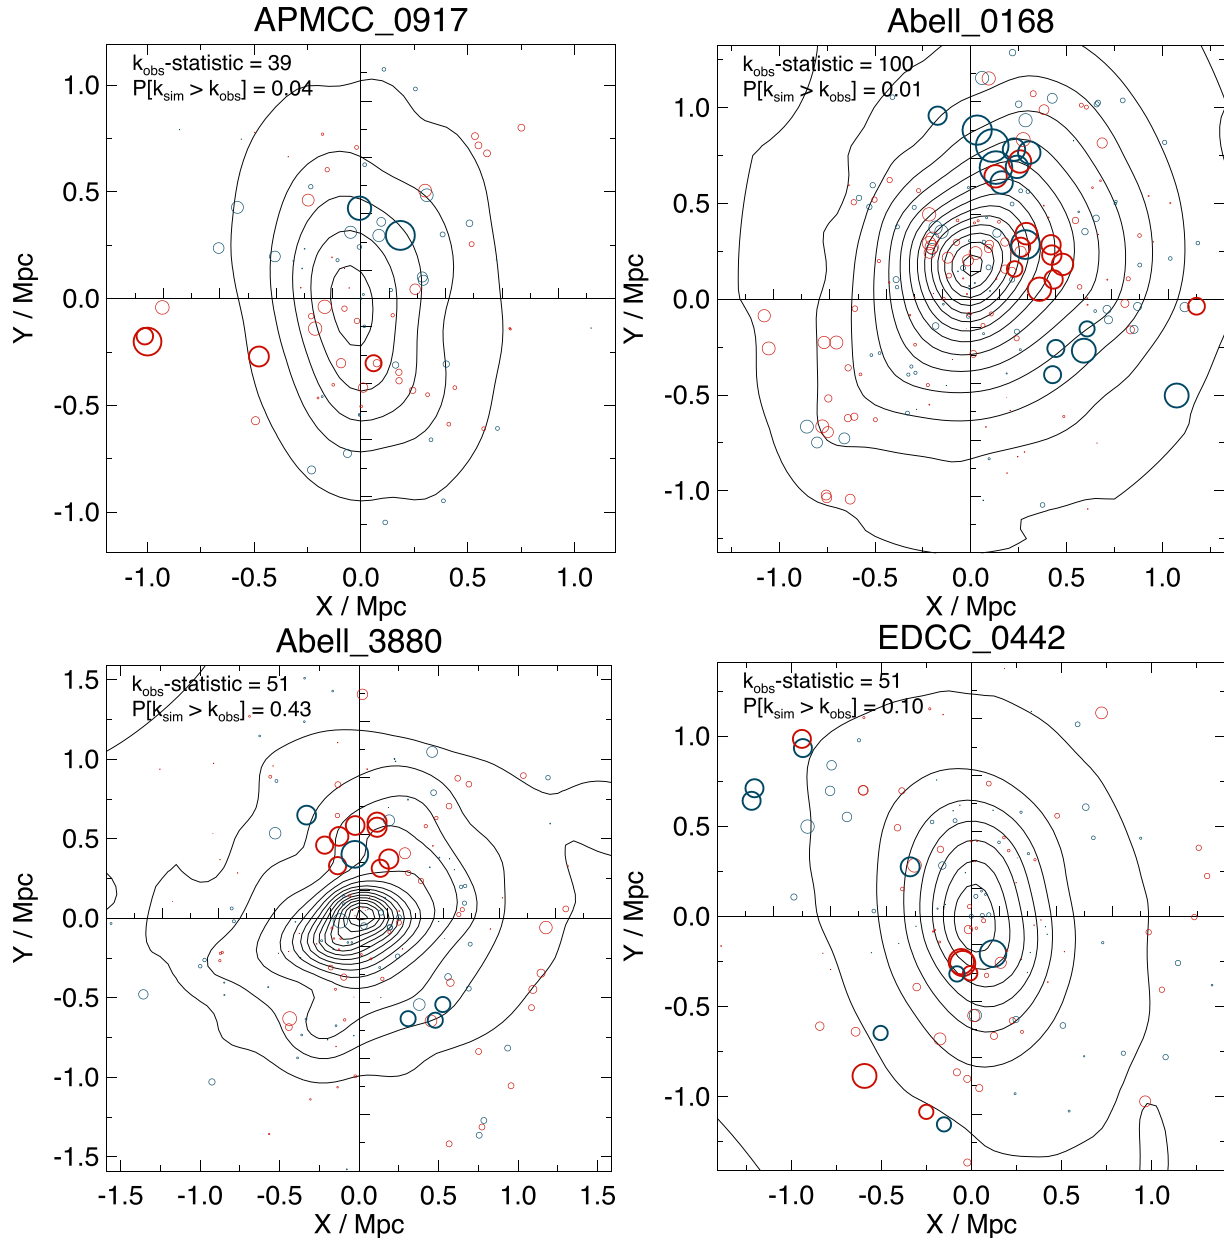 APMCC_0917
k_obs-statistic = 39
P[k_sim > k_obs] = 0.04
1.0
0.5
0.0
-0.5
-1.0
Y / Mpc
-1.0 -0.5 0.0 0.5 1.0
X / Mpc
Abell_0168
k_obs-statistic = 100
P[k_sim > k_obs] = 0.01
1.0
0.5
0.0
-0.5
-1.0
Y / Mpc
-1.0 -0.5 0.0 0.5 1.0
X / Mpc
Abell_3880
k_obs-statistic = 51
P[k_sim > k_obs] = 0.43
1.5
1.0
0.5
0.0
-0.5
-1.0
-1.5
Y / Mpc
-1.5 -1.0 -0.5 0.0 0.5 1.0 1.5
X / Mpc
EDCC_0442
k_obs-statistic = 51
P[k_sim > k_obs] = 0.10
1.0
0.5
0.0
-0.5
-1.0
Y / Mpc
-1.0 -0.5 0.0 0.5 1.0
X / Mpc